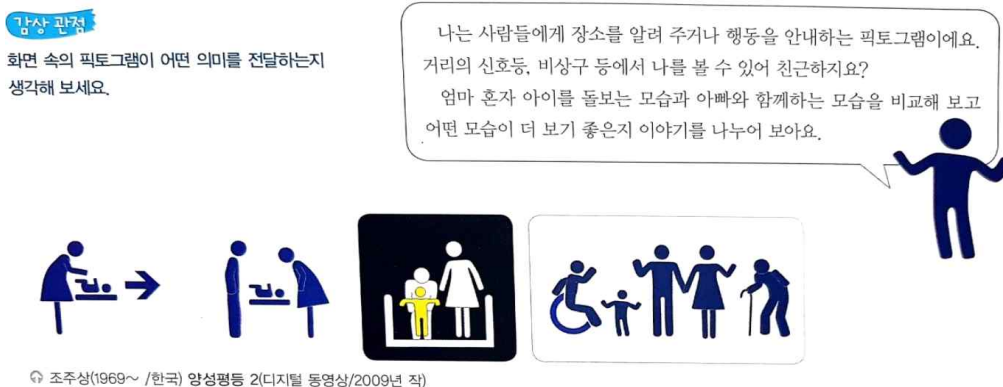 감상 관점
화면 속의 픽토그램이 어떤 의미를 전달하는지
생각해 보세요.
나는 사람들에게 장소를 알려 주거나 행동을 안내하는 픽토그램이에요.
거리의 신호등, 비상구 등에서 나를 볼 수 있어 친근하지요?
엄마 혼자 아이를 돌보는 모습과 아빠와 함께하는 모습을 비교해 보고
어떤 모습이 더 보기 좋은지 이야기를 나누어 보아요.
조주상(1969~ /한국) 양성평등 2(디지털 동영상/2009년 작)